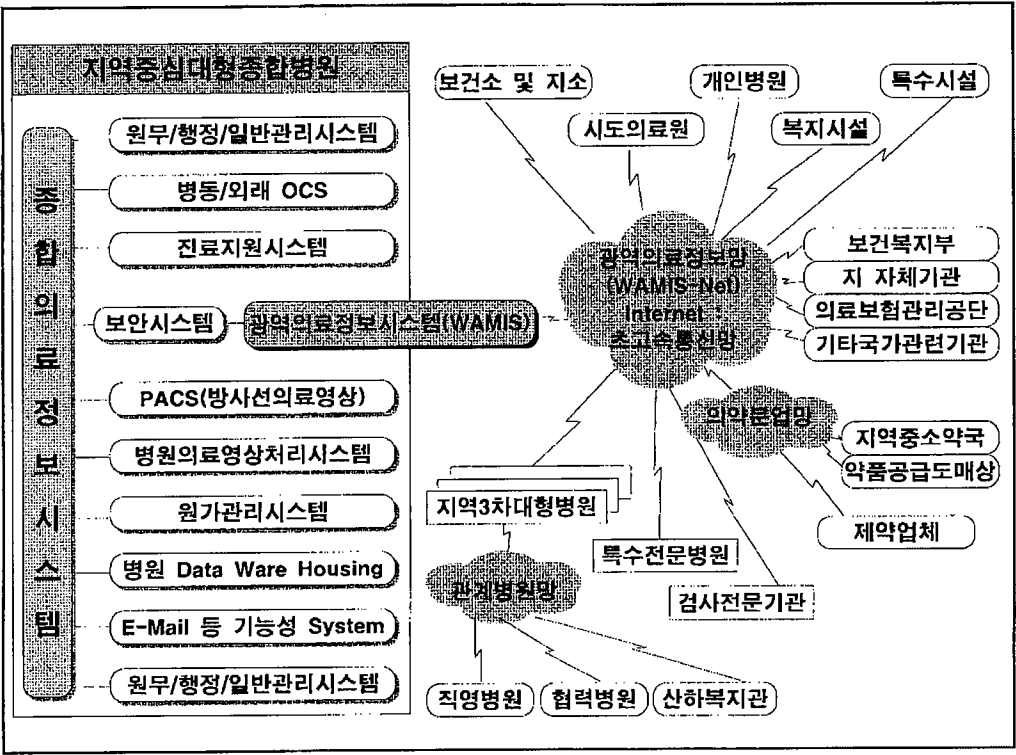 지역중심대형종합병원
종합의료정보시스템
원무/행정/일반관리시스템
병동/외래 OCS
진료지원시스템
보안시스템
광역의료정보시스템(WAMIS)
PACS(방사선의료영상)
병원의료영상처리시스템
원가관리시스템
병원 Data Ware Housing
E-Mail 등 기능성 System
원무/행정/일반관리시스템
보건소 및 지소
개인병원
특수시설
시도의료원
복지시설
광역의료정보망
(WAMIS-Net)
Internet :
초고속통신망
보건복지부
지 자체기관
의료보험관리공단
기타국가관련기관
의약분업망
지역중소약국
약품공급도매상
제약업체
지역3차대형병원
특수전문병원
검사전문기관
관계병원망
직영병원
협력병원
산하복지관